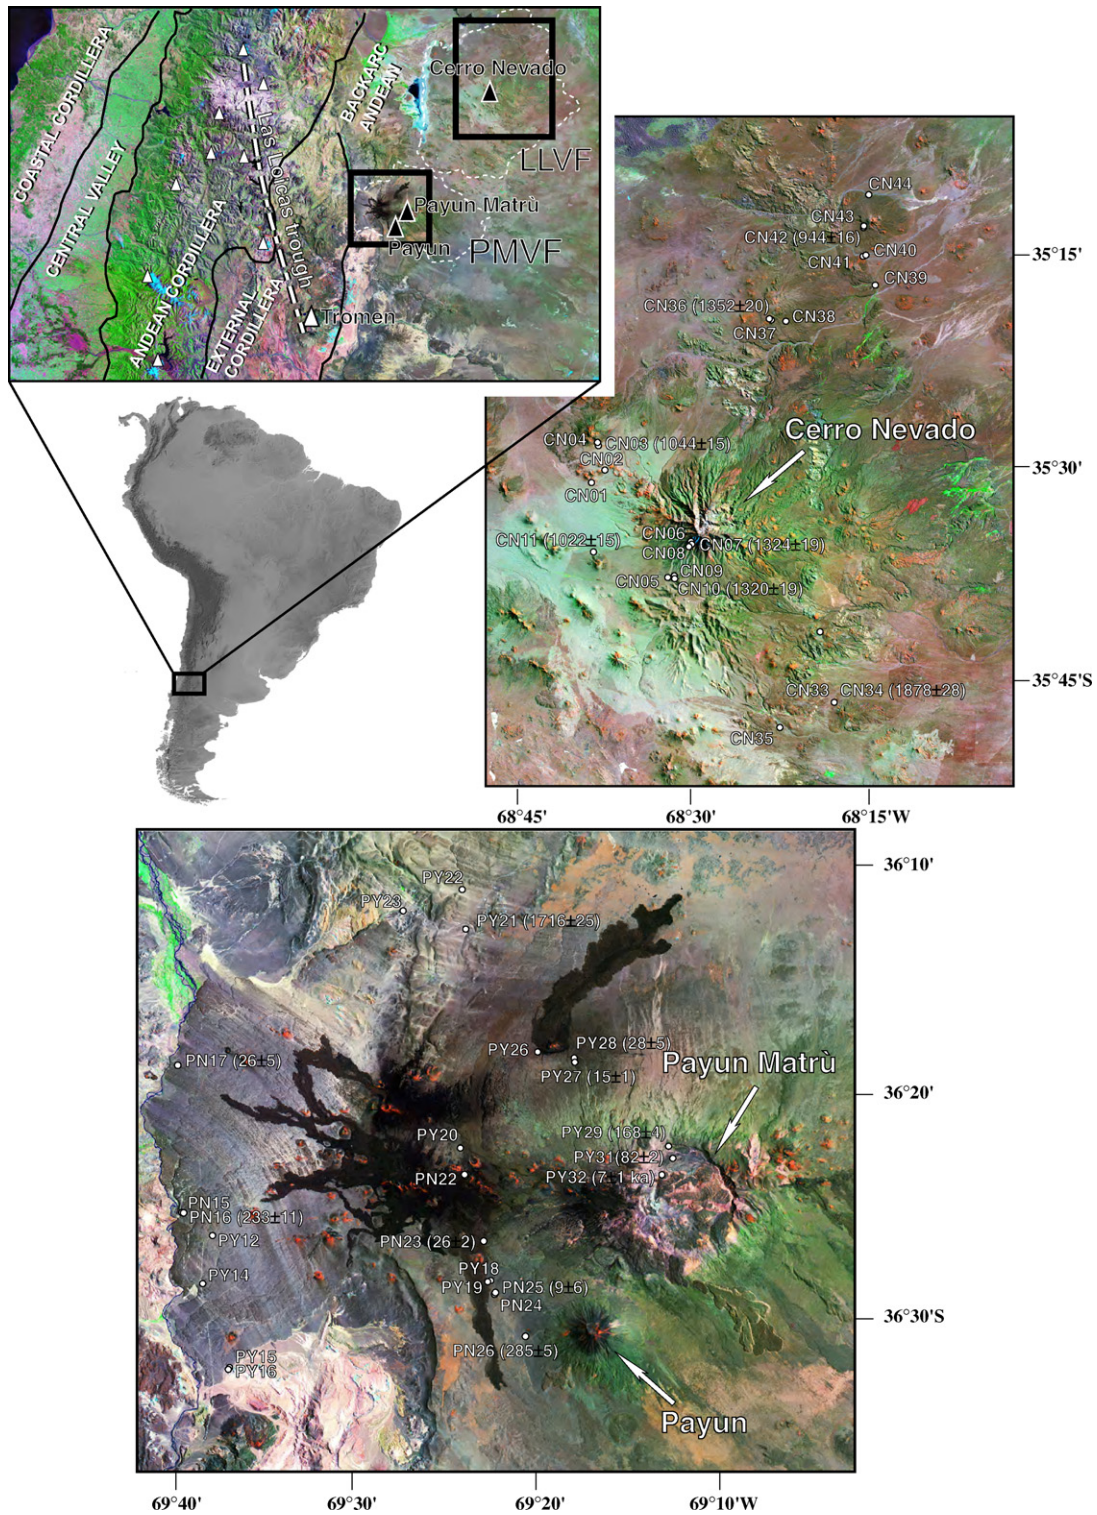 COASTAL CORDILLERA
CENTRAL VALLEY
ANDEAN CORDILLERA
EXTERNAL
CORDILLERA
Las Loicas trough
BACKARC
ANDEAN
Cerro Nevado
LLVF
Payun Matrù
Payun
PMVF
Tromen
CN44
CN43
CN42 (944±16)
CN40
CN41
CN39
CN36 (1352±20)
CN38
CN37
Cerro Nevado
CN04
CN03 (1044±15)
CN02
CN01
CN06
CN11 (1022±15)
CN07 (1324±19)
CN08
CN09
CN05
CN10 (1320±19)
CN33
CN34 (1878±28)
CN35
35°15'
35°30'
35°45'S
68°45'
68°30'
68°15'W
PY22
PY23
PY21 (1716±25)
PY26
PY28 (28±5)
PN17 (26±5)
PY27 (15±1)
Payun Matrù
PY20
PY29 (168±4)
PY31(82±2)
PN22
PY32 (7±1 ka)
PN15
PN16 (233±11)
PY12
PN23 (26±2)
PY14
PY18
PY19
PN25 (9±6)
PN24
PN26 (285±5)
PY15
PY16
Payun
36°10'
36°20'
36°30'S
69°40'
69°30'
69°20'
69°10'W